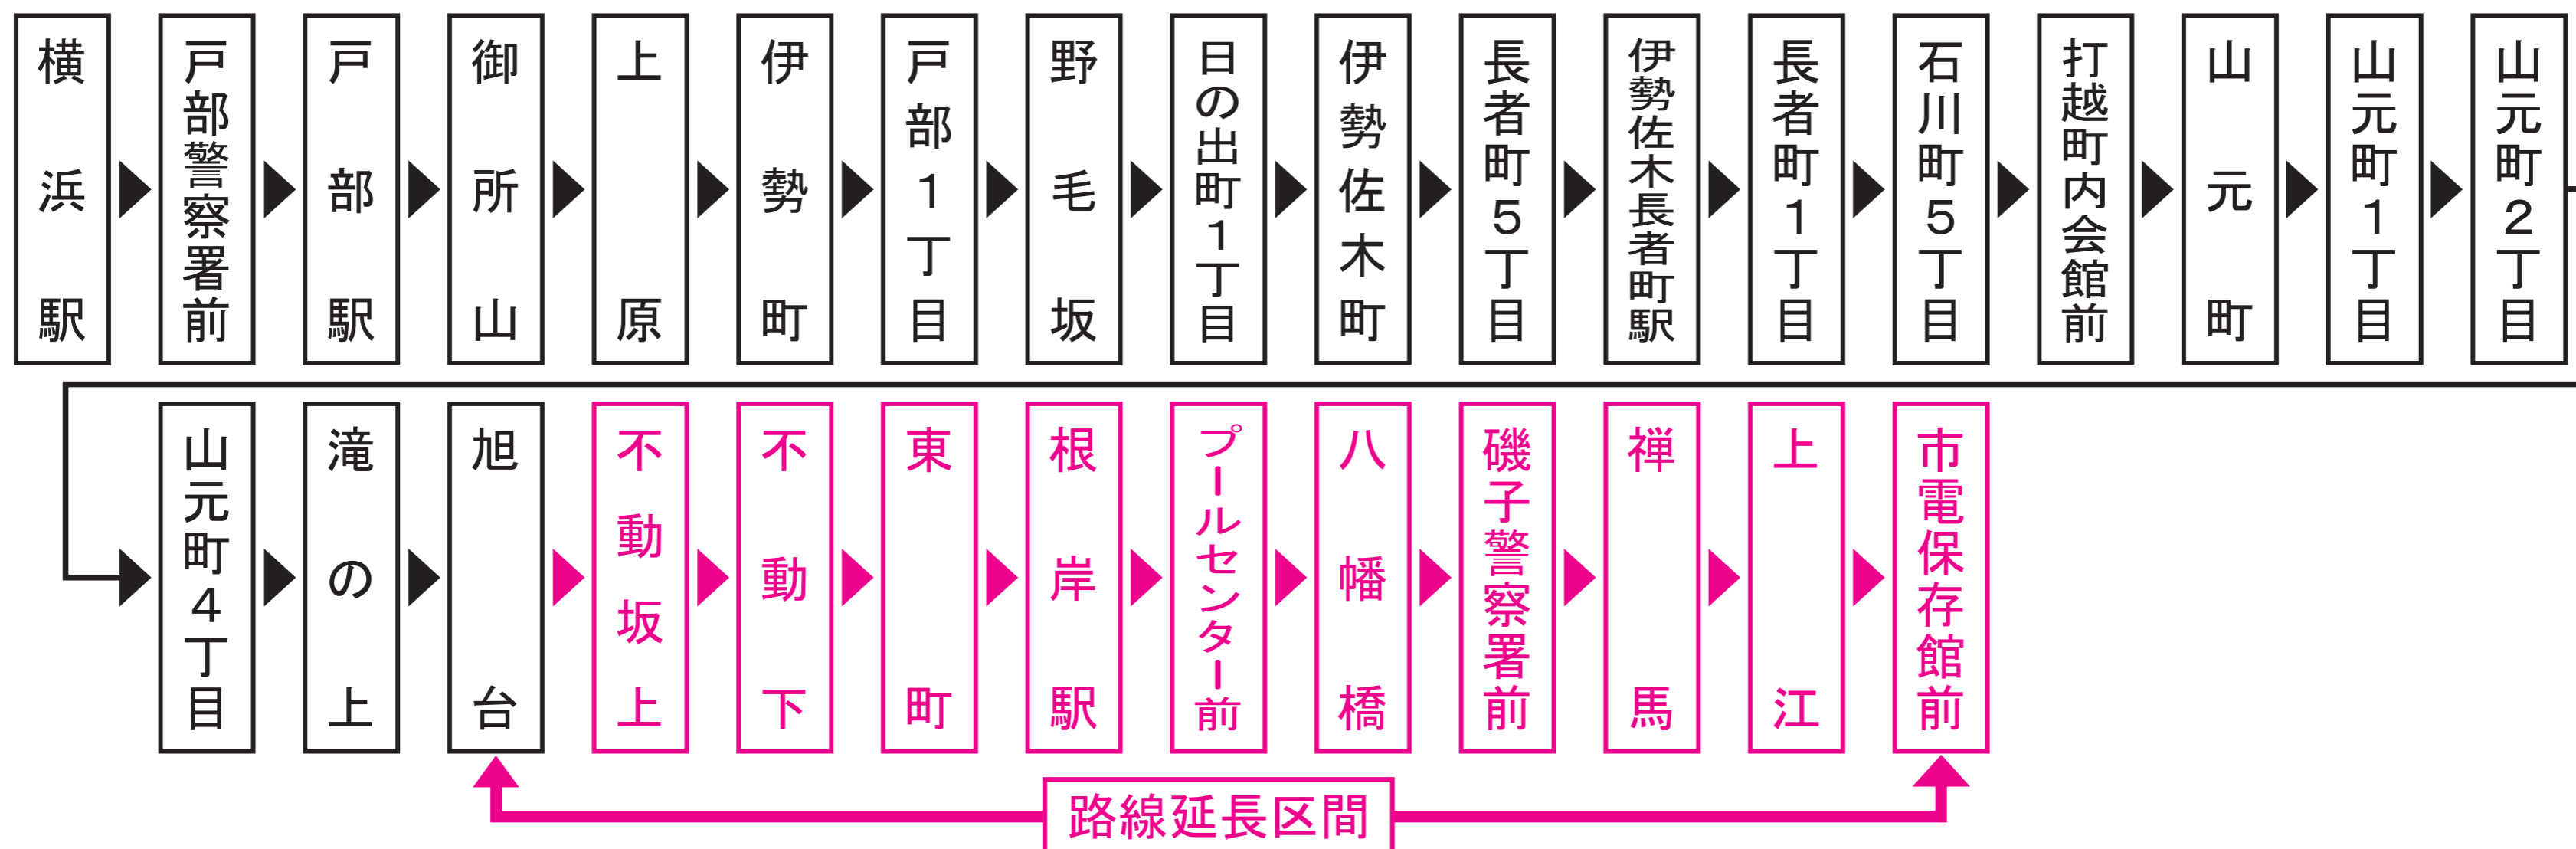 横浜駅
戸部警察署前
戸部駅
御所山
上原
伊勢町
戸部1丁目
野毛坂
日の出町1丁目
伊勢佐木町
長者町5丁目
伊勢佐木長者町駅
長者町1丁目
石川町5丁目
打越町内会館前
山元町
山元町1丁目
山元町2丁目
山元町4丁目
滝の上
旭台
不動坂上
不動下
東町
根岸駅
プールセンター前
八幡橋
磯子警察署前
禅馬
上江
市電保存館前
路線延長区間